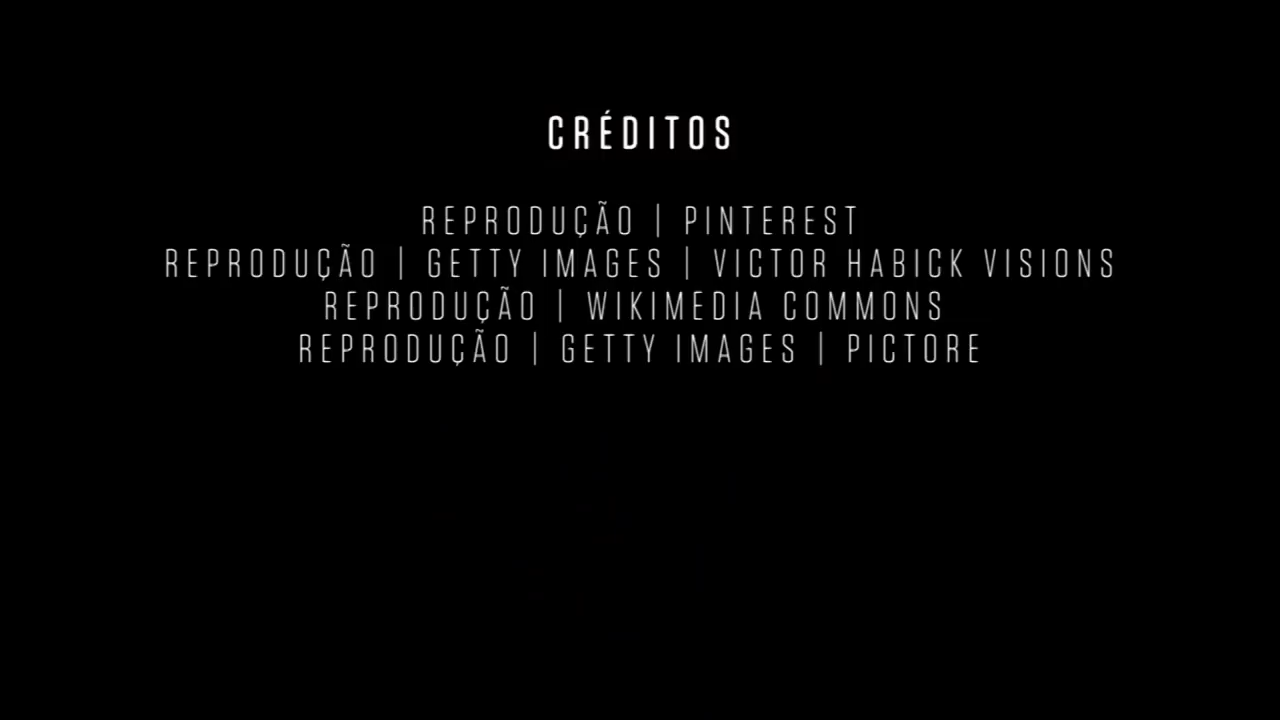 CRÉDITOS
REPRODUÇÃO | PINTEREST
REPRODUÇÃO | GETTY IMAGES | VICTOR HABICK VISIONS
REPRODUÇÃO | WIKIMEDIA COMMONS
REPRODUÇÃO | GETTY IMAGES | PICTORE